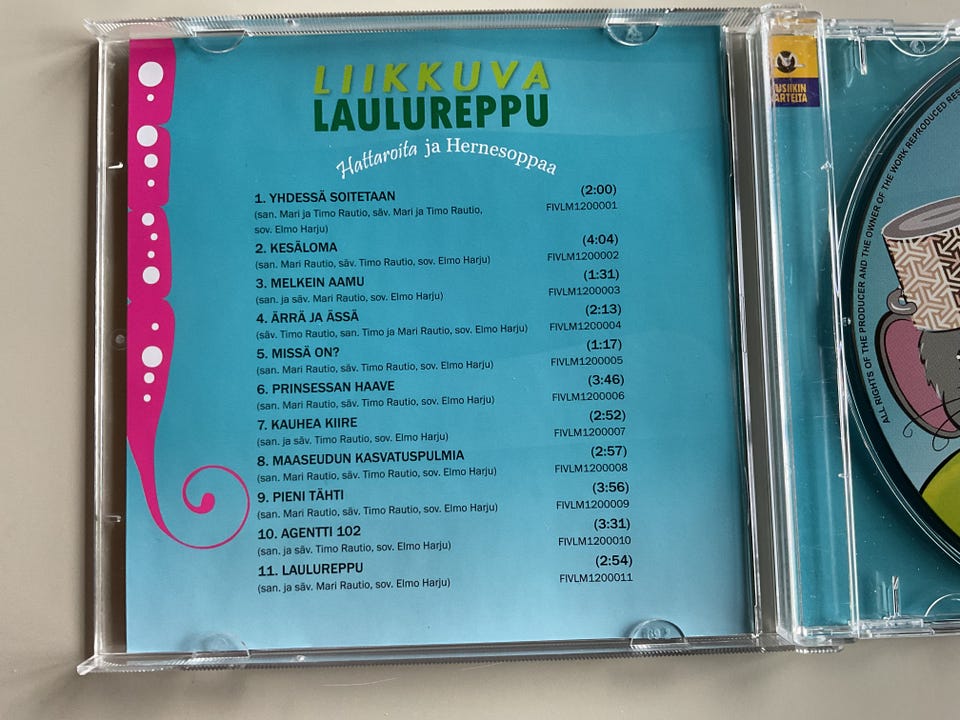 LIIKKUVA
LAULUREPPU
Hattaroita ja Hernesoppaa
1. YHDESSÄ SOITETAAN (2:00)
(san. Mari ja Timo Rautio, säv. Mari ja Timo Rautio, FIVLM1200001
sov. Elmo Harju)
2. KESÄLOMA (4:04)
(san. Mari Rautio, säv. Timo Rautio, sov. Elmo Harju) FIVLM1200002
3. MELKEIN AAMU (1:31)
(san. ja säv. Mari Rautio, sov. Elmo Harju) FIVLM1200003
4. ÄRRÄ JA ÄSSÄ (2:13)
(säv. Timo Rautio, san. Timo ja Mari Rautio, sov. Elmo Harju) FIVLM1200004
5. MISSÄ ON? (1:17)
(san. Mari Rautio, säv. Timo Rautio, sov. Elmo Harju) FIVLM1200005
6. PRINSESSAN HAAVE (3:46)
(san. Mari Rautio, säv. Timo Rautio, sov. Elmo Harju) FIVLM1200006
7. KAUHEA KIIRE (2:52)
(san. ja säv. Timo Rautio, sov. Elmo Harju) FIVLM1200007
8. MAASEUDUN KASVATUSPULMIA (2:57)
(san. Mari Rautio, säv. Timo Rautio, sov. Elmo Harju) FIVLM1200008
9. PIENI TÄHTI (3:56)
(san. Mari Rautio, säv. Timo Rautio, sov. Elmo Harju) FIVLM1200009
10. AGENTTI 102 (3:31)
(san. ja säv. Timo Rautio, sov. Elmo Harju) FIVLM1200010
11. LAULUREPPU (2:54)
(san. ja säv. Mari Rautio, sov. Elmo Harju) FIVLM1200011
USIIKIN
ARTELTA
ALL RIGHTS OF THE PRODUCER AND THE OWNER OF THE WORK REPRODUCED RES